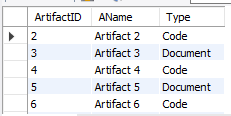 ArtifactID AName Type
2 Artifact 2 Code
3 Artifact 3 Document
4 Artifact 4 Code
5 Artifact 5 Document
6 Artifact 6 Code